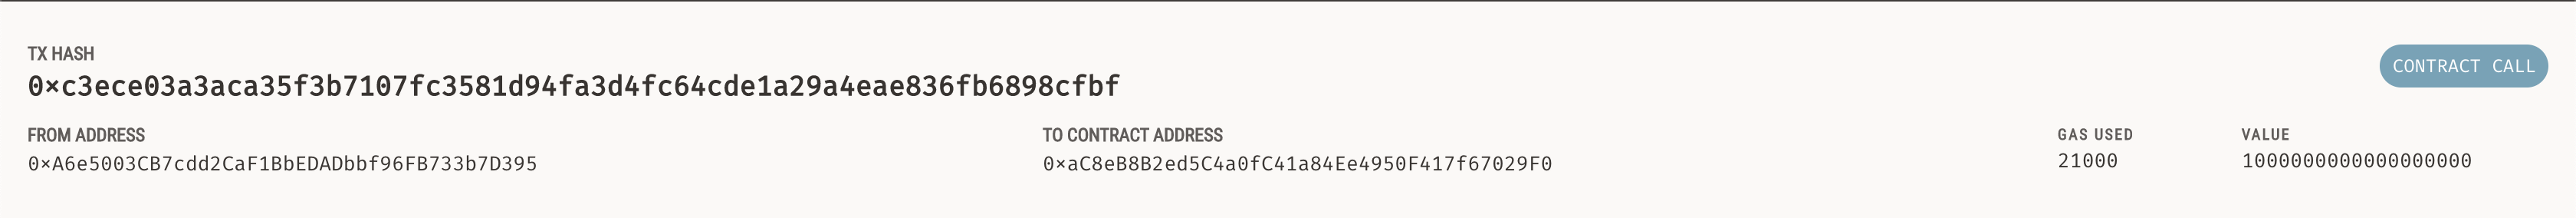 TX HASH
0×c3ece03a3aca35f3b7107fc3581d94fa3d4fc64cde1a29a4eae836fb6898cfbf
CONTRACT CALL
FROM ADDRESS
0×A6e5003CB7cdd2CaF1BbEDADbbf96FB733b7D395
TO CONTRACT ADDRESS
0×aC8eB8B2ed5C4a0fC41a84Ee4950F417f67029F0
GAS USED
21000
VALUE
1000000000000000000